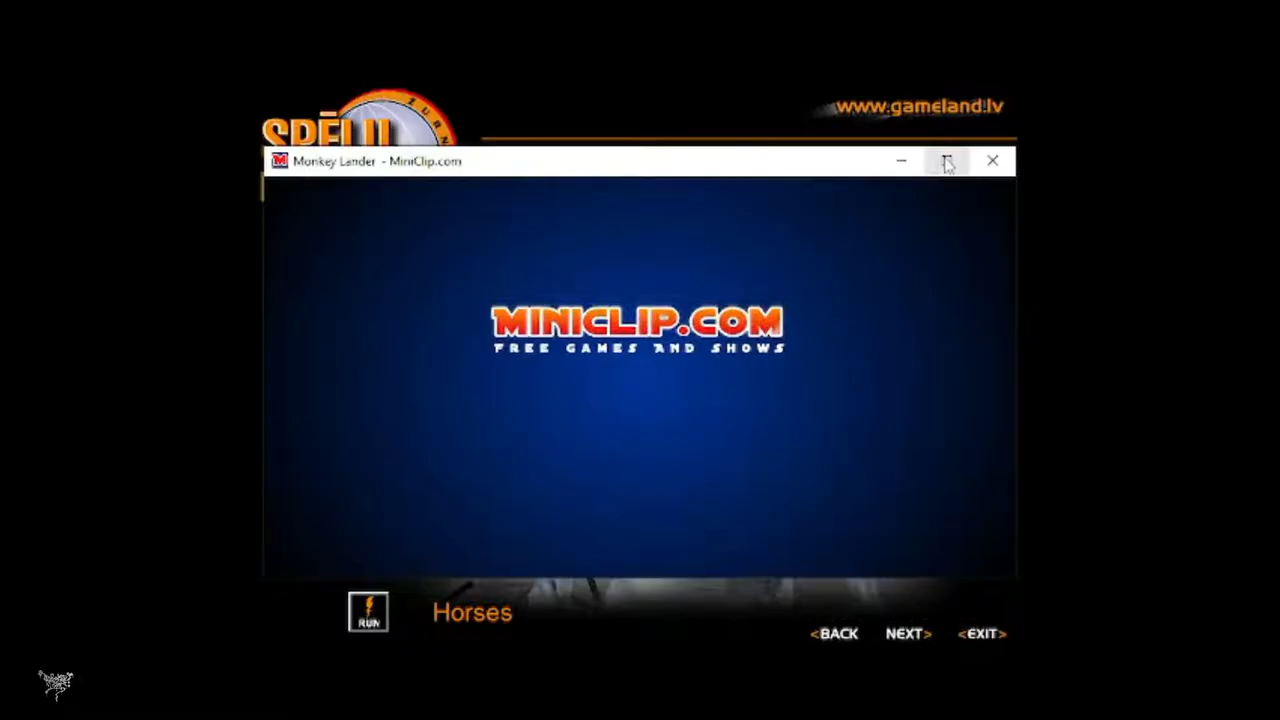 www.gameland.lv
ZURN
SPĒĻU
Monkey Lander - MiniClip.com
MINICLIP.COM
FREE GAMES AND SHOWS
RUN
Horses
<BACK NEXT> <EXIT>